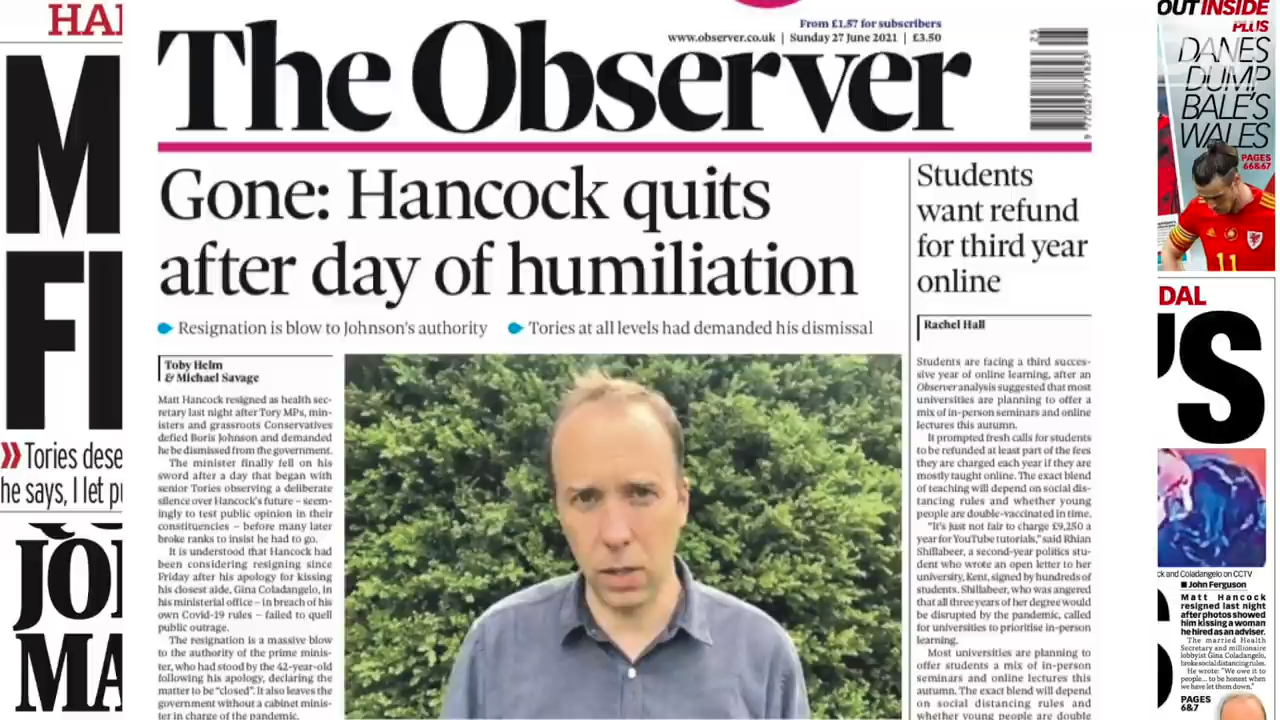 HAN
M
FI
Tories dese
he says, I let pu
JO
MA
From £1.57 for subscribers
www.observer.co.uk | Sunday 27 June 2021 | £3.50
The Observer
Gone: Hancock quits
after day of humiliation
Resignation is blow to Johnson's authority
Tories at all levels had demanded his dismissal
Toby Helm
& Michael Savage
Matt Hancock resigned as health sec-
retary last night after Tory MPs, min-
isters and grassroots Conservatives
defied Boris Johnson and demanded
he be dismissed from the government.
The minister finally fell on his
sword after a day that began with
senior Tories observing a deliberate
silence over Hancock's future – seem-
ingly to test public opinion in their
constituencies – before many later
broke ranks to insist he had to go.
It is understood that Hancock had
been considering resigning since
Friday after his apology for kissing
his closest aide, Gina Coladangelo, in
his ministerial office – in breach of his
own Covid-19 rules – failed to quell
public outrage.
The resignation is a massive blow
to the authority of the prime minis-
ter, who had stood by the 42-year-old
following his apology, declaring the
matter to be "closed". It also leaves the
government without a cabinet minis-
ter in charge of the pandemic.
Students
want refund
for third year
online
Rachel Hall
Students are facing a third succes-
sive year of online learning, after an
Observer analysis suggested that most
universities are planning to offer a
mix of in-person seminars and online
lectures this autumn.
It prompted fresh calls for students
to be refunded at least part of the fees
they are charged each year if they are
mostly taught online. The exact blend
of teaching will depend on social dis-
tancing rules and whether young
people are double-vaccinated in time.
"It's just not fair to charge £9,250 a
year for YouTube tutorials," said Rhian
Shillabeer, a second-year politics stu-
dent who wrote an open letter to her
university, Kent, signed by hundreds of
students. Shillabeer, who was angered
that all three years of her degree would
be disrupted by the pandemic, called
for universities to prioritise in-person
learning.
Most universities are planning to
offer students a mix of in-person
seminars and online lectures this
autumn. The exact blend will depend
on social distancing rules and
whether young people are double
OUT INSIDE
PLUS
DANES
DUMP
BALE'S
WALES
PAGES
66&67
11
DAL
'S
ck and Coladangelo on CCTV
John Ferguson
Matt Hancock
resigned last night
after photos showed
him kissing a woman
he hired as an adviser.
The married Health
Secretary and millionaire
lobbyist Gina Coladangelo,
broke social distancing rules.
He wrote: "We owe it to
people... to be honest when
we have let them down."
PAGES
6&7